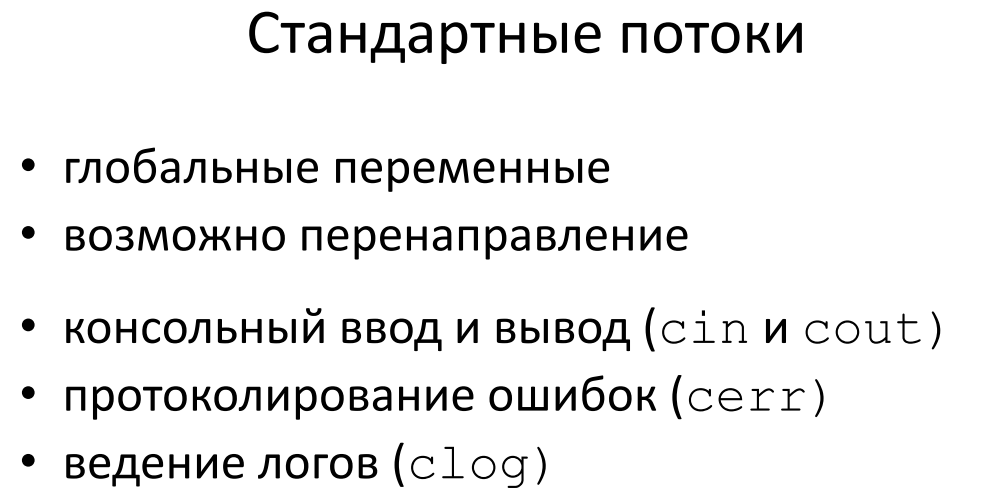 Стандартные потоки
• глобальные переменные
• возможно перенаправление
• консольный ввод и вывод (cin и cout)
• протоколирование ошибок (cerr)
• ведение логов (clog)